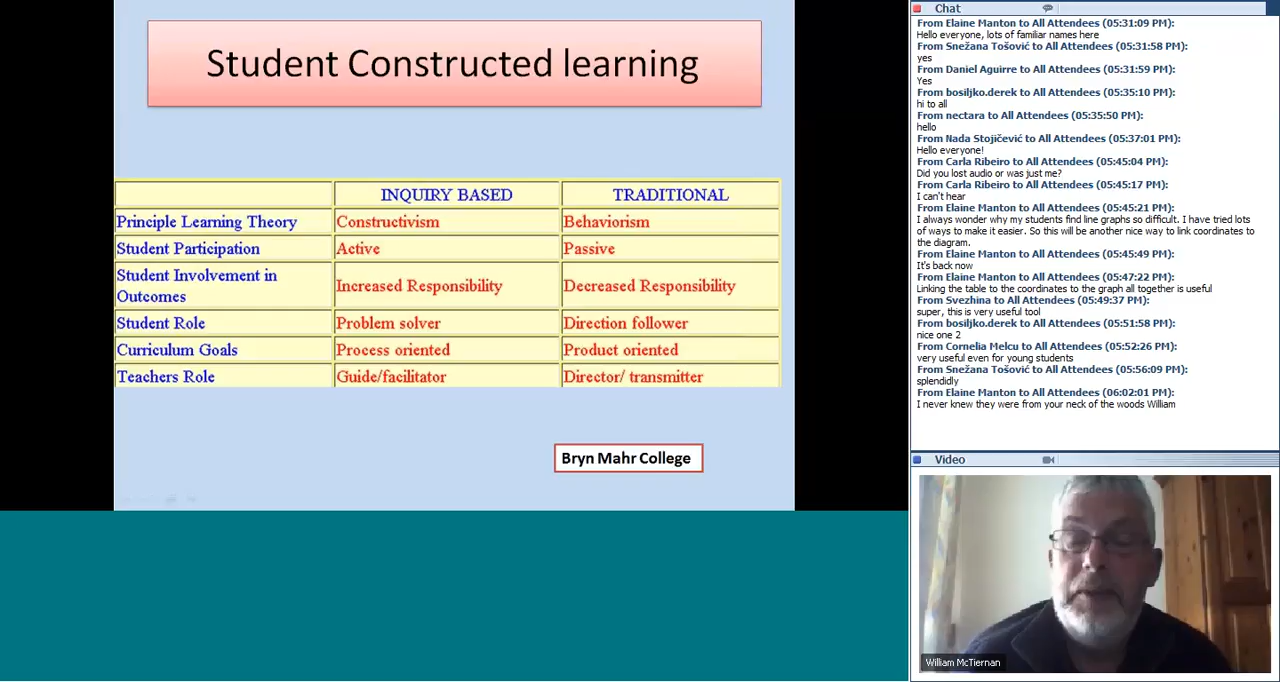 Student Constructed learning
INQUIRY BASED TRADITIONAL
Principle Learning Theory Constructivism Behaviorism
Student Participation Active Passive
Student Involvement in
Outcomes Increased Responsibility Decreased Responsibility
Student Role Problem solver Direction follower
Curriculum Goals Process oriented Product oriented
Teachers Role Guide/facilitator Director/ transmitter
Bryn Mahr College
Chat
From Elaine Manton to All Attendees (05:31:09 PM):
Hello everyone, lots of familiar names here
From Snežana Tošović to All Attendees (05:31:58 PM):
yes
From Daniel Aguirre to All Attendees (05:31:59 PM):
Yes
From bosiljko.derek to All Attendees (05:35:10 PM):
hi to all
From nectara to All Attendees (05:35:50 PM):
hello
From Nada Stojičević to All Attendees (05:37:01 PM):
Hello everyone!
From Carla Ribeiro to All Attendees (05:45:04 PM):
Did you lost audio or was just me?
From Carla Ribeiro to All Attendees (05:45:17 PM):
I can't hear
From Elaine Manton to All Attendees (05:45:21 PM):
I always wonder why my students find line graphs so difficult. I have tried lots
of ways to make it easier. So this will be another nice way to link coordinates to
the diagram.
From Elaine Manton to All Attendees (05:45:49 PM):
It's back now
From Elaine Manton to All Attendees (05:47:22 PM):
Linking the table to the coordinates to the graph all together is useful
From Svezhina to All Attendees (05:49:37 PM):
super, this is very useful tool
From bosiljko.derek to All Attendees (05:51:58 PM):
nice one 2
From Cornelia Melcu to All Attendees (05:52:26 PM):
very useful even for young students
From Snežana Tošović to All Attendees (05:56:09 PM):
splendidly
From Elaine Manton to All Attendees (06:02:01 PM):
I never knew they were from your neck of the woods William
Video
William McTiernan